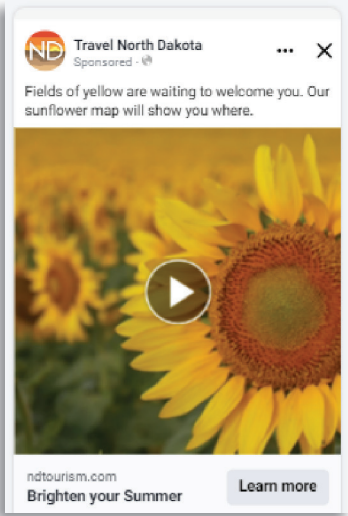 ND
Travel North Dakota
Sponsored ·
Fields of yellow are waiting to welcome you. Our
sunflower map will show you where.
ndtourism.com
Brighten your Summer
Learn more